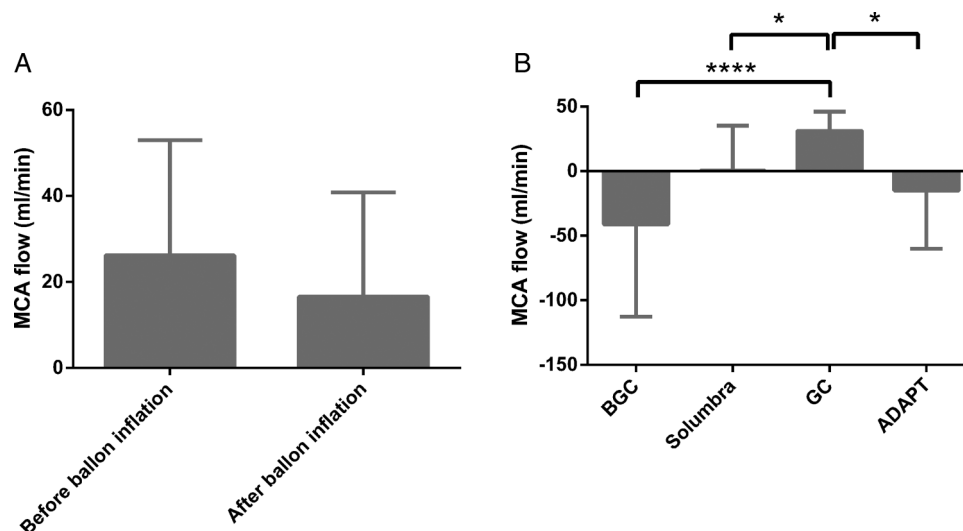 A
MCA flow (ml/min)
60
40
20
0
Before ballon inflation
After ballon inflation
B
*
*
****
MCA flow (ml/min)
50
0
-50
-100
-150
BGC
Solumbra
GC
ADAPT